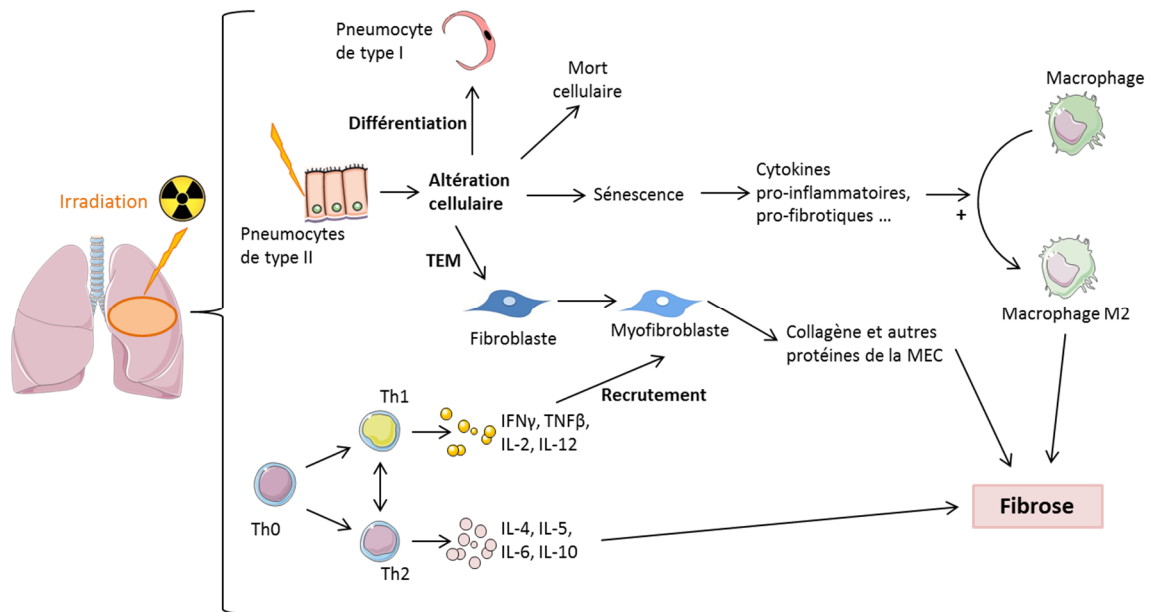 Pneumocyte
de type I
Mort
cellulaire
Macrophage
Différentiation
Irradiation
Altération
cellulaire
Sénescence
Cytokines
pro-inflammatoires,
pro-fibrotiques ...
+
Pneumocytes
de type II
TEM
Macrophage M2
Fibroblaste
Myofibroblaste
Collagène et autres
protéines de la MEC
Recrutement
Th1
IFNγ, TNFβ,
IL-2, IL-12
Th0
Fibrose
IL-4, IL-5,
IL-6, IL-10
Th2